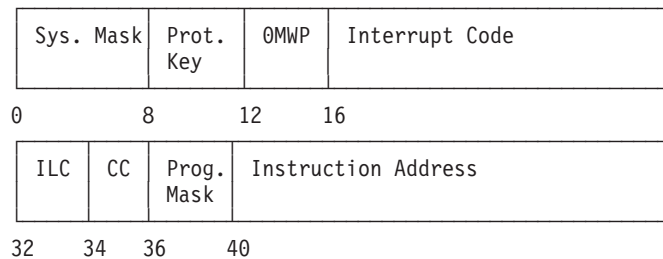 Sys. Mask Prot. 0MWP Interrupt Code
Key
0 8 12 16
ILC CC Prog. Instruction Address
Mask
32 34 36 40